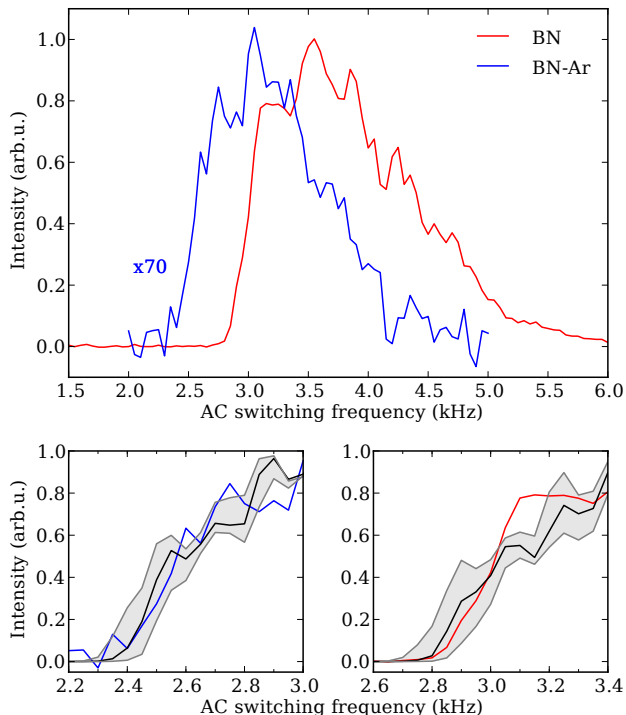 BN
BN-Ar
x70
Intensity (arb.u.)
1.0
0.8
0.6
0.4
0.2
0.0
1.5 2.0 2.5 3.0 3.5 4.0 4.5 5.0 5.5 6.0
AC switching frequency (kHz)
Intensity (arb.u.)
1.0
0.8
0.6
0.4
0.2
0.0
2.2 2.4 2.6 2.8 3.0
AC switching frequency (kHz)
1.0
0.8
0.6
0.4
0.2
0.0
2.6 2.8 3.0 3.2 3.4
AC switching frequency (kHz)